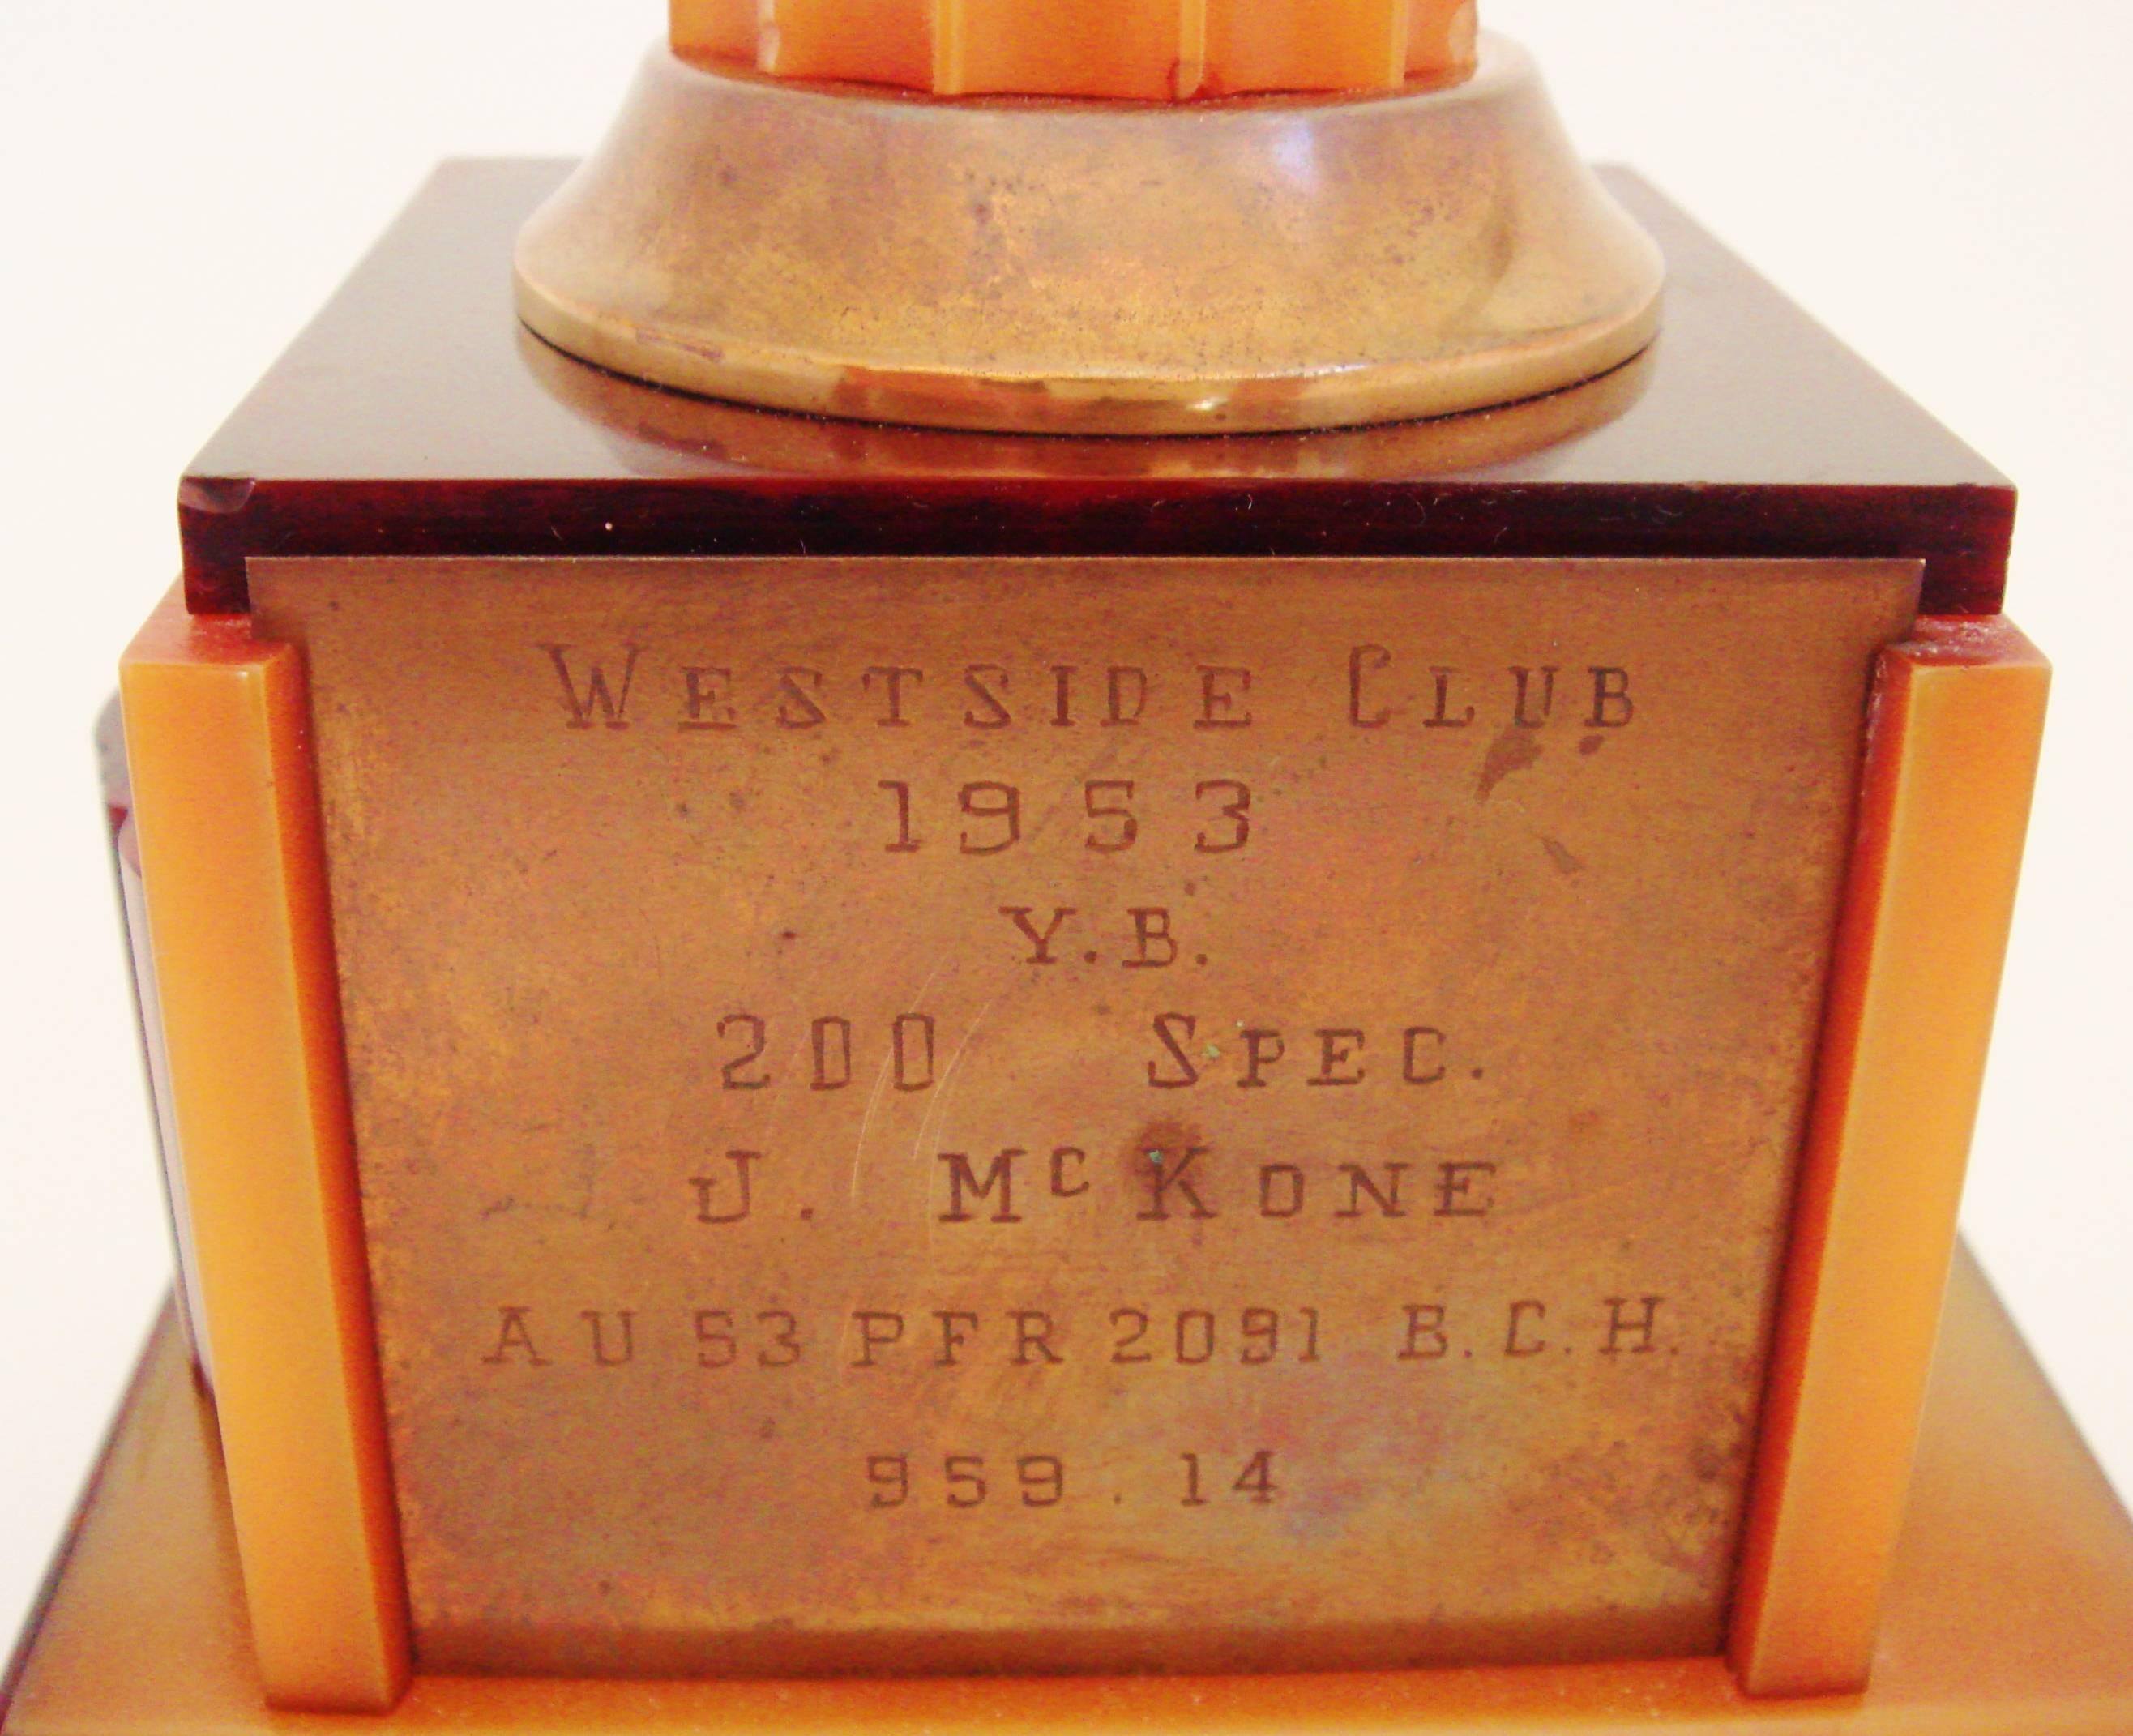 WESTSIDE CLUB
1953
Y.B.
200 SPEC.
J. McKONE
AU 53 PFR 2091 B.C.H.
959.14